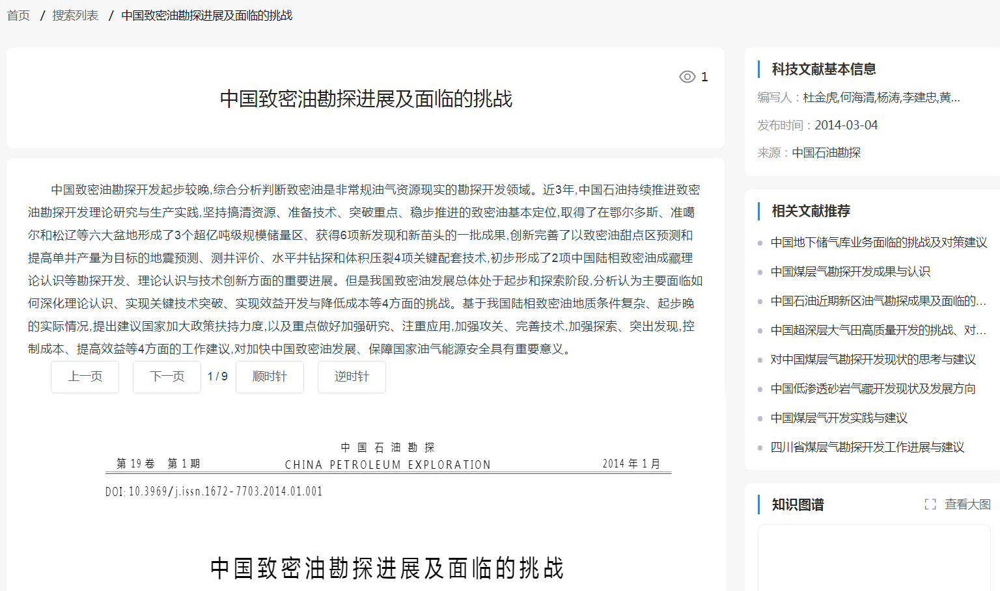 首页 / 搜索列表 / 中国致密油勘探进展及面临的挑战
1
中国致密油勘探进展及面临的挑战
中国致密油勘探开发起步较晚,综合分析判断致密油是非常规油气资源现实的勘探开发领域。近3年,中国石油持续推进致密
油勘探开发理论研究与生产实践,坚持搞清资源、准备技术、突破重点、稳步推进的致密油基本定位,取得了在鄂尔多斯、准噶
尔和松辽等六大盆地形成了3个超亿吨级规模储量区、获得6项新发现和新苗头的一批成果,创新完善了以致密油甜点区预测和
提高单井产量为目标的地震预测、测井评价、水平井钻探和体积压裂4项关键配套技术,初步形成了2项中国陆相致密油成藏理
论认识等勘探开发、理论认识与技术创新方面的重要进展。但是我国致密油发展总体处于起步和探索阶段,分析认为主要面临如
何深化理论认识、实现关键技术突破、实现效益开发与降低成本等4方面的挑战。基于我国陆相致密油地质条件复杂、起步晚
的实际情况,提出建议国家加大政策扶持力度,以及重点做好加强研究、注重应用,加强攻关、完善技术,加强探索、突出发现,控
制成本、提高效益等4方面的工作建议,对加快中国致密油发展、保障国家油气能源安全具有重要意义。
上一页 下一页 1 / 9 顺时针 逆时针
中国石油勘探
第 19 卷 第 1 期 CHINA PETROLEUM EXPLORATION 2014 年 1 月
DOI: 10.3969/j.issn.1672-7703.2014.01.001
中国致密油勘探进展及面临的挑战
科技文献基本信息
编写人：杜金虎,何海清,杨涛,李建忠,黄...
发布时间：2014-03-04
来源：中国石油勘探
相关文献推荐
中国地下储气库业务面临的挑战及对策建议
中国煤层气勘探开发成果与认识
中国石油近期新区油气勘探成果及面临的...
中国超深层大气田高质量开发的挑战、对...
对中国煤层气勘探开发现状的思考与建议
中国低渗透砂岩气藏开发现状及发展方向
中国煤层气开发实践与建议
四川省煤层气勘探开发工作进展与建议
知识图谱 查看大图